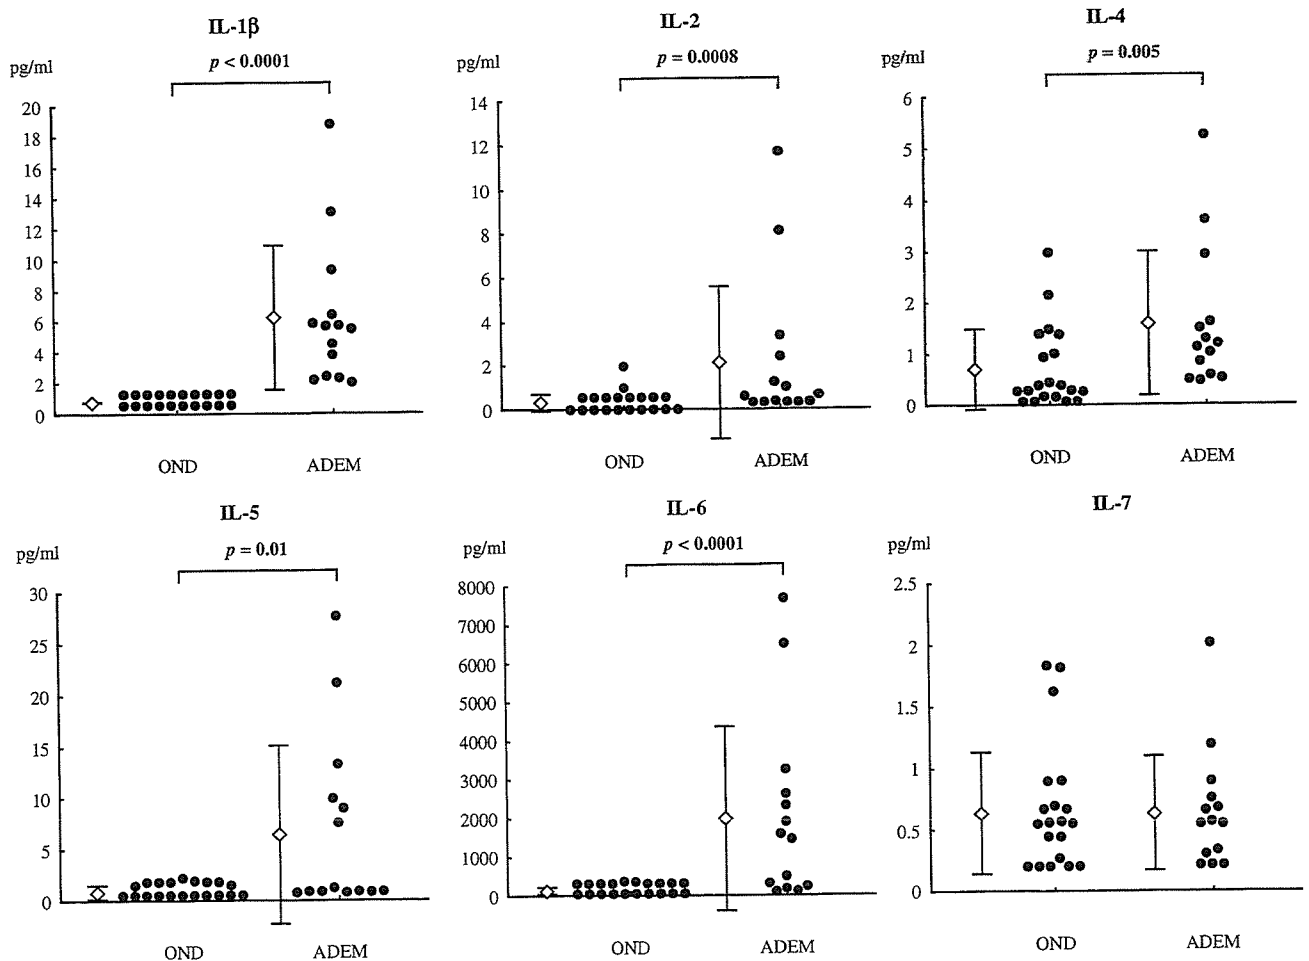 IL-1β
p < 0.0001
pg/ml
20
18
16
14
12
10
8
6
4
2
0
OND
ADEM
IL-2
p = 0.0008
pg/ml
14
12
10
8
6
4
2
0
OND
ADEM
IL-4
p = 0.005
pg/ml
6
5
4
3
2
1
0
OND
ADEM
IL-5
p = 0.01
pg/ml
30
25
20
15
10
5
0
OND
ADEM
IL-6
p < 0.0001
pg/ml
8000
7000
6000
5000
4000
3000
2000
1000
0
OND
ADEM
IL-7
pg/ml
2.5
2
1.5
1
0.5
0
OND
ADEM